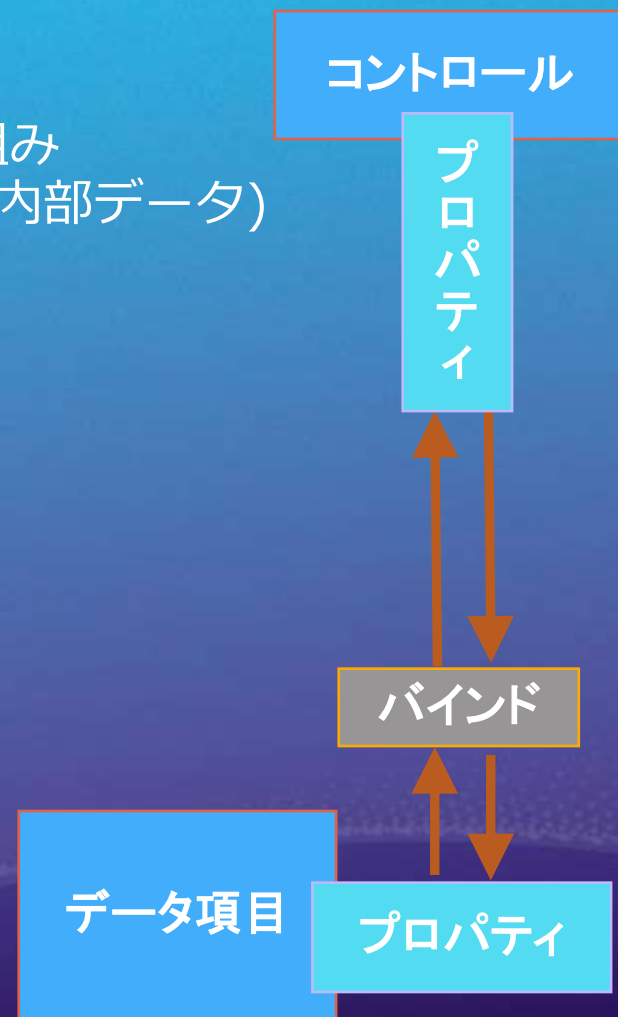 コントロール
組み
内部データ)
プロパティ
バインド
データ項目
プロパティ